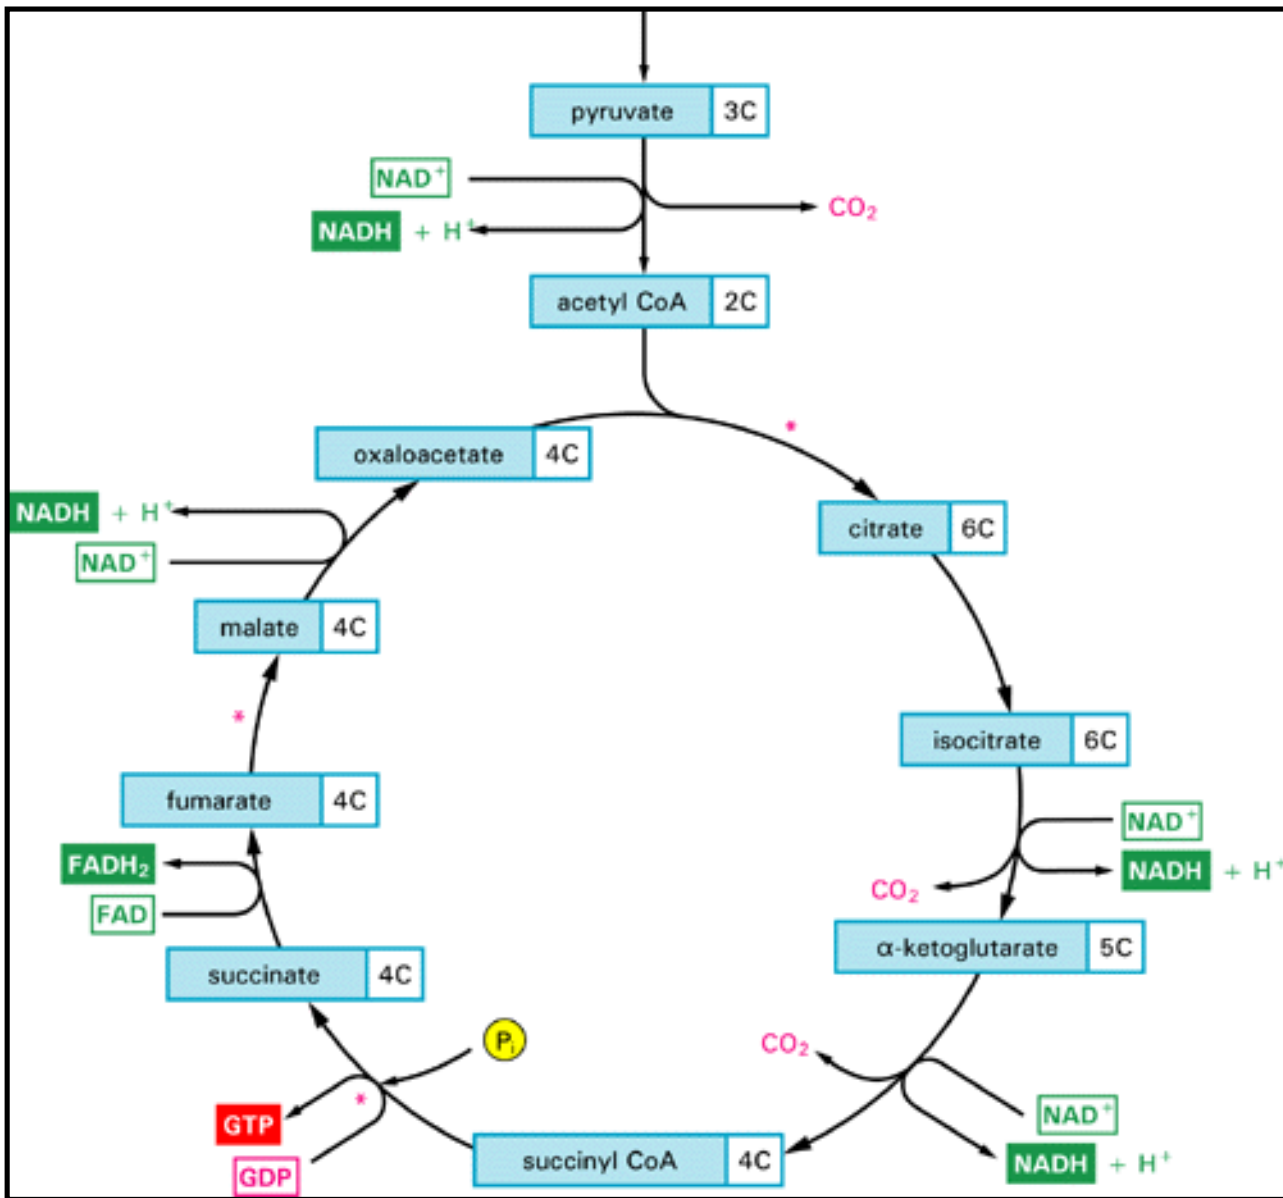 pyruvate 3C
NAD⁺
CO₂
NADH + H⁺
acetyl CoA 2C
*
oxaloacetate 4C
NADH + H⁺
citrate 6C
NAD⁺
malate 4C
*
isocitrate 6C
fumarate 4C
NAD⁺
FADH₂
NADH + H⁺
CO₂
FAD
α-ketoglutarate 5C
succinate 4C
Pᵢ
CO₂
*
GTP
NAD⁺
succinyl CoA 4C
NADH + H⁺
GDP